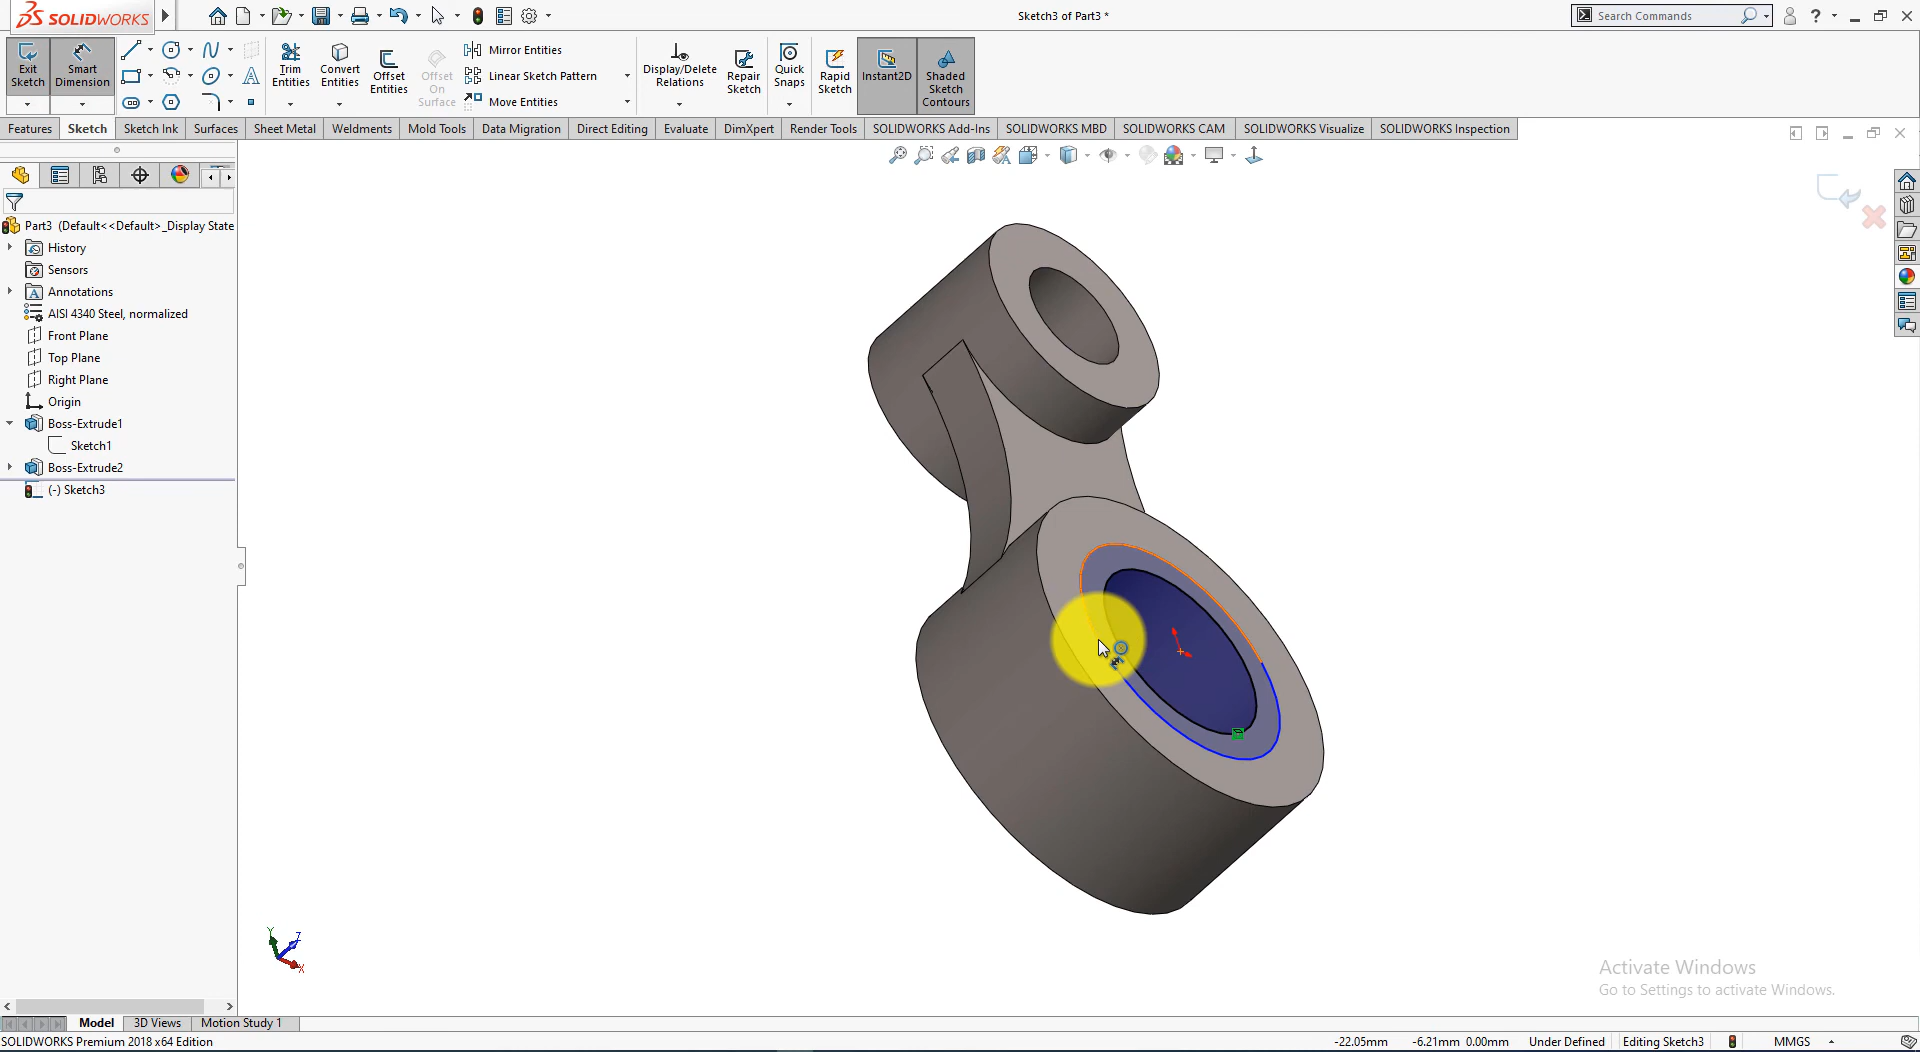 SOLIDWORKS
Sketch3 of Part3 *
Search Commands
Exit Sketch
Smart Dimension
Trim Entities
Convert Entities
Offset Entities
Offset On Surface
Mirror Entities
Linear Sketch Pattern
Move Entities
Display/Delete Relations
Repair Sketch
Quick Snaps
Rapid Sketch
Instant2D
Shaded Sketch Contours
Features
Sketch
Sketch Ink
Surfaces
Sheet Metal
Weldments
Mold Tools
Data Migration
Direct Editing
Evaluate
DimXpert
Render Tools
SOLIDWORKS Add-Ins
SOLIDWORKS MBD
SOLIDWORKS CAM
SOLIDWORKS Visualize
SOLIDWORKS Inspection
Part3 (Default<<Default>_Display State
History
Sensors
Annotations
AISI 4340 Steel, normalized
Front Plane
Top Plane
Right Plane
Origin
Boss-Extrude1
Sketch1
Boss-Extrude2
(-) Sketch3
Y
Z
X
Activate Windows
Go to Settings to activate Windows.
Model
3D Views
Motion Study 1
SOLIDWORKS Premium 2018 x64 Edition
-22.05mm
-6.21mm
0.00mm
Under Defined
Editing Sketch3
MMGS